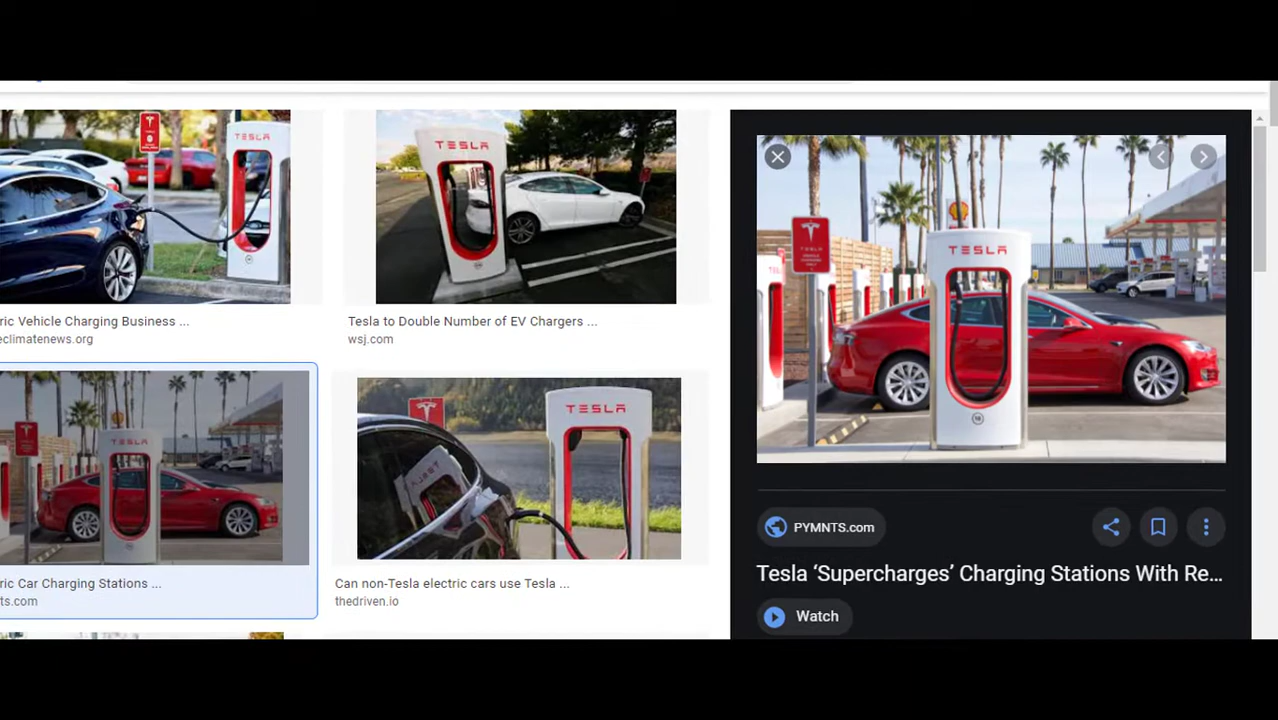 TESLA
TESLA
ric Vehicle Charging Business ...
eclimatenews.org
Tesla to Double Number of EV Chargers ...
wsj.com
TESLA
TESLA
ric Car Charging Stations ...
ts.com
Can non-Tesla electric cars use Tesla ...
thedriven.io
TESLA
TESLA
PYMNTS.com
Tesla ‘Supercharges’ Charging Stations With Re...
Watch